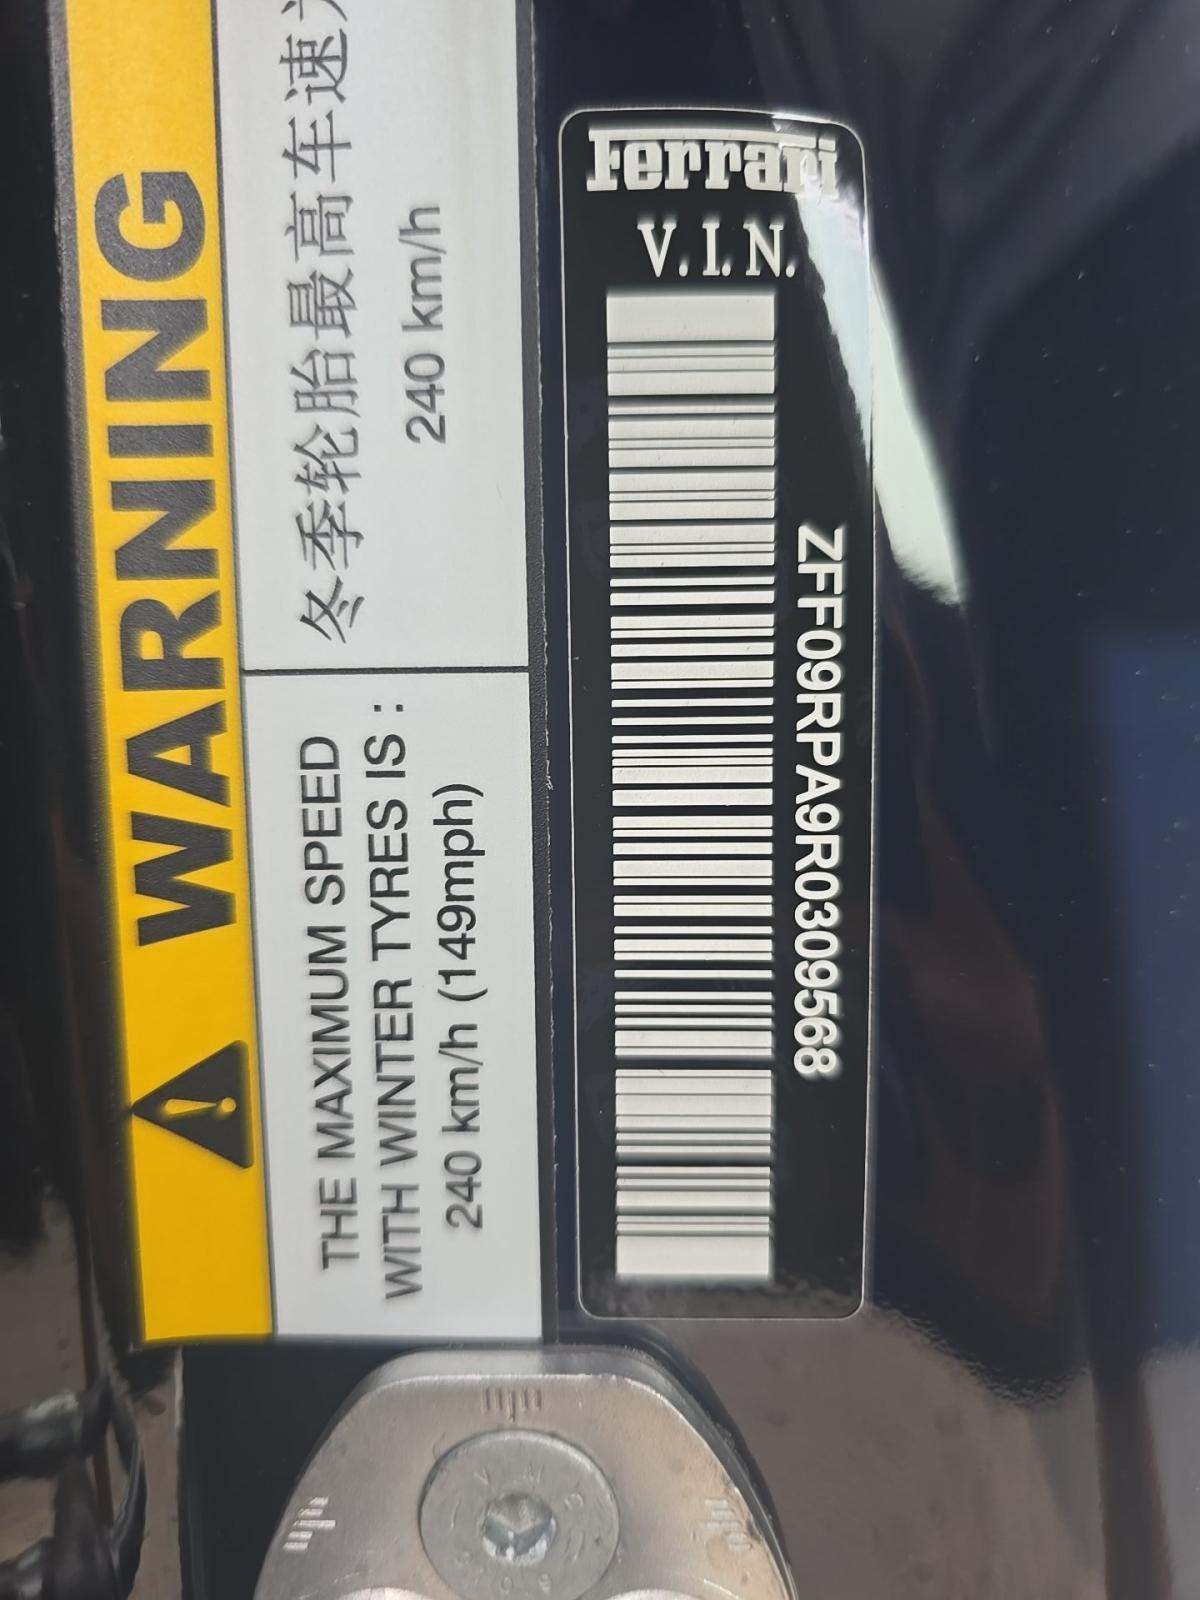 WARNING
冬季轮胎最高车速
240 km/h
THE MAXIMUM SPEED
WITH WINTER TYRES IS :
240 km/h (149mph)
Ferrari
V.I.N.
ZFF09RPA9R0309568